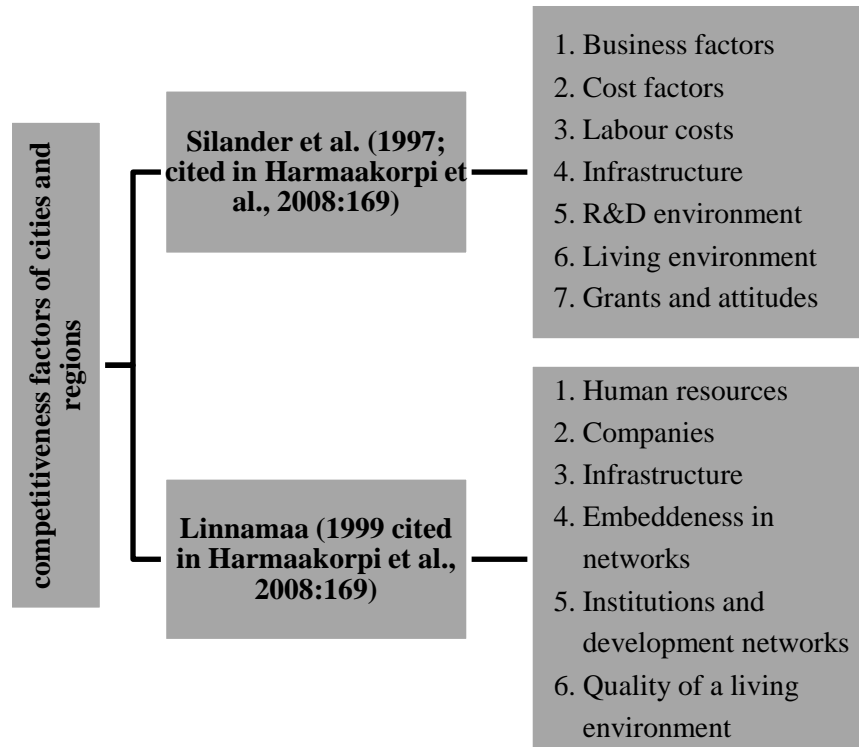 competitiveness factors of cities and
regions
Silander et al. (1997;
cited in Harmaakorpi et
al., 2008:169)
1. Business factors
2. Cost factors
3. Labour costs
4. Infrastructure
5. R&D environment
6. Living environment
7. Grants and attitudes
Linnamaa (1999 cited
in Harmaakorpi et al.,
2008:169)
1. Human resources
2. Companies
3. Infrastructure
4. Embeddeness in
networks
5. Institutions and
development networks
6. Quality of a living
environment